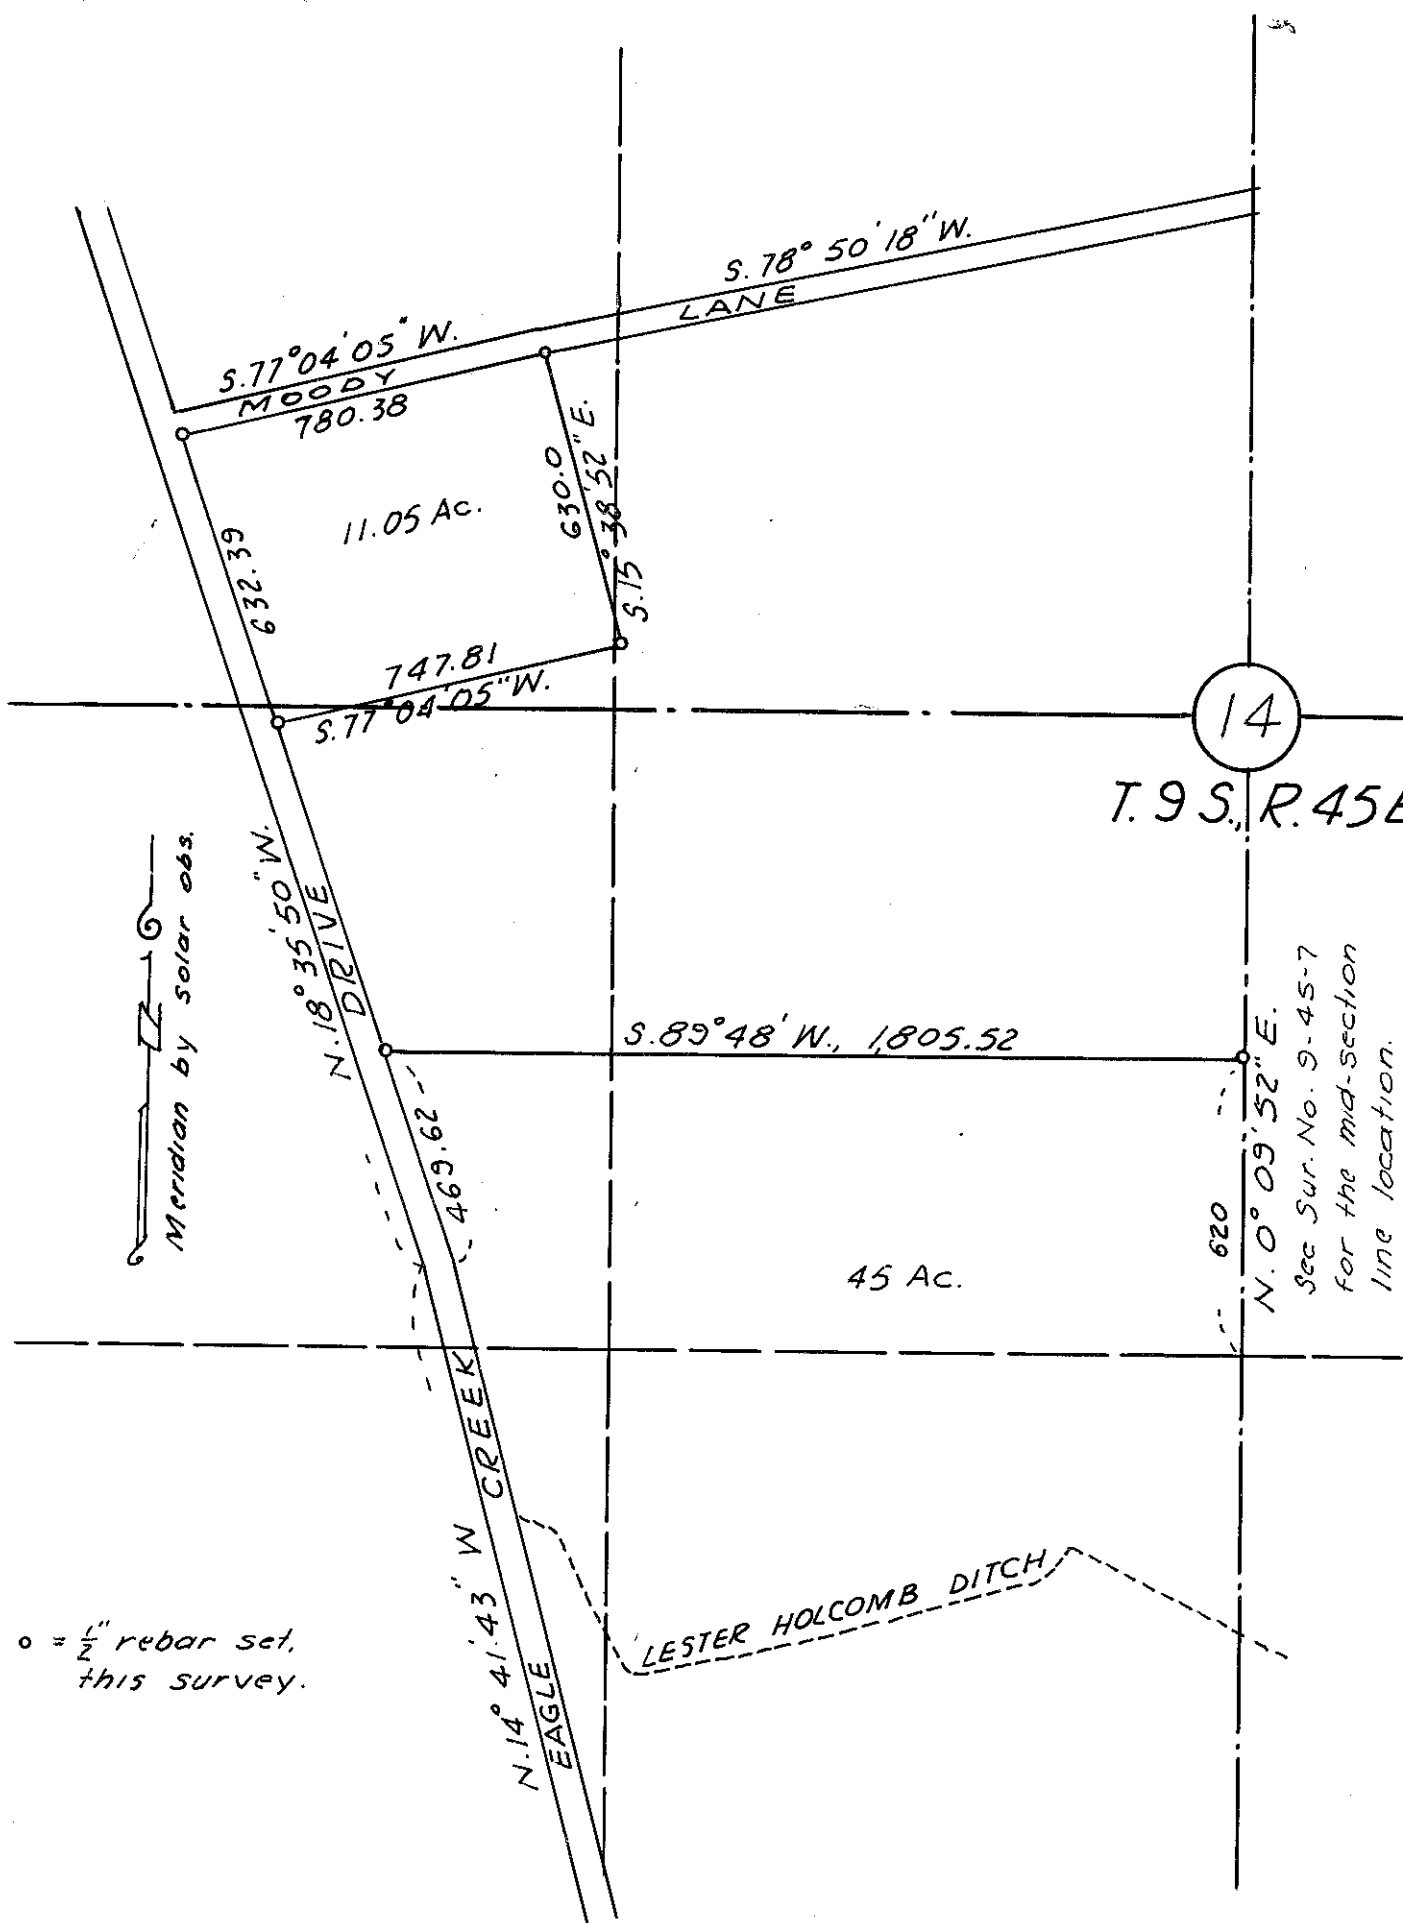 S. 78° 50' 18" W.
LANE
S. 77° 04' 05" W.
MOODY
780.38
630.0
S. 15° 38' 52" E.
11.05 Ac.
632.39
747.81
S. 77° 04' 05" W.
14
T. 9 S., R. 45E
N. 18° 35' 50" W.
DRIVE
Meridian by solar obs.
S. 89° 48' W., 1,805.52
469.62
620
N. 0° 09' 52" E.
See Sur. No. 9-45-7
for the mid-section
line location.
45 Ac.
CREEK
N. 14° 41' 43" W
EAGLE
LESTER HOLCOMB DITCH
o = 1/2" rebar set,
this survey.